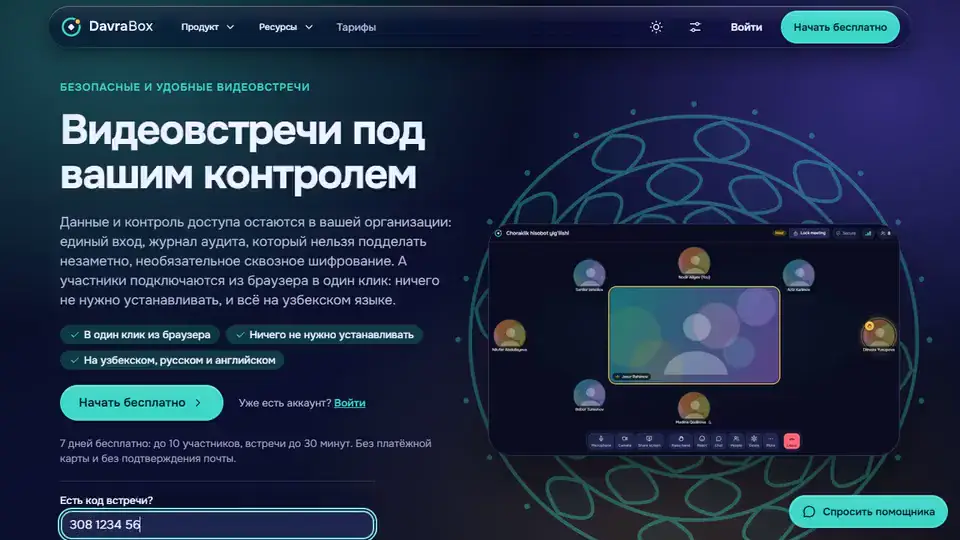 DavraBox
Продукт
Ресурсы
Тарифы
Войти
Начать бесплатно
БЕЗОПАСНЫЕ И УДОБНЫЕ ВИДЕОВСТРЕЧИ
Видеовстречи под
вашим контролем
Данные и контроль доступа остаются в вашей организации:
единый вход, журнал аудита, который нельзя подделать
незаметно, необязательное сквозное шифрование. А
участники подключаются из браузера в один клик: ничего
не нужно устанавливать, и всё на узбекском языке.
В один клик из браузера
Ничего не нужно устанавливать
На узбекском, русском и английском
Начать бесплатно
Уже есть аккаунт? Войти
7 дней бесплатно: до 10 участников, встречи до 30 минут. Без платёжной
карты и без подтверждения почты.
Есть код встречи?
308 1234 56
Choraklik hisobot yig'ilishi
Lock meeting
Secure
8
Спросить помощника